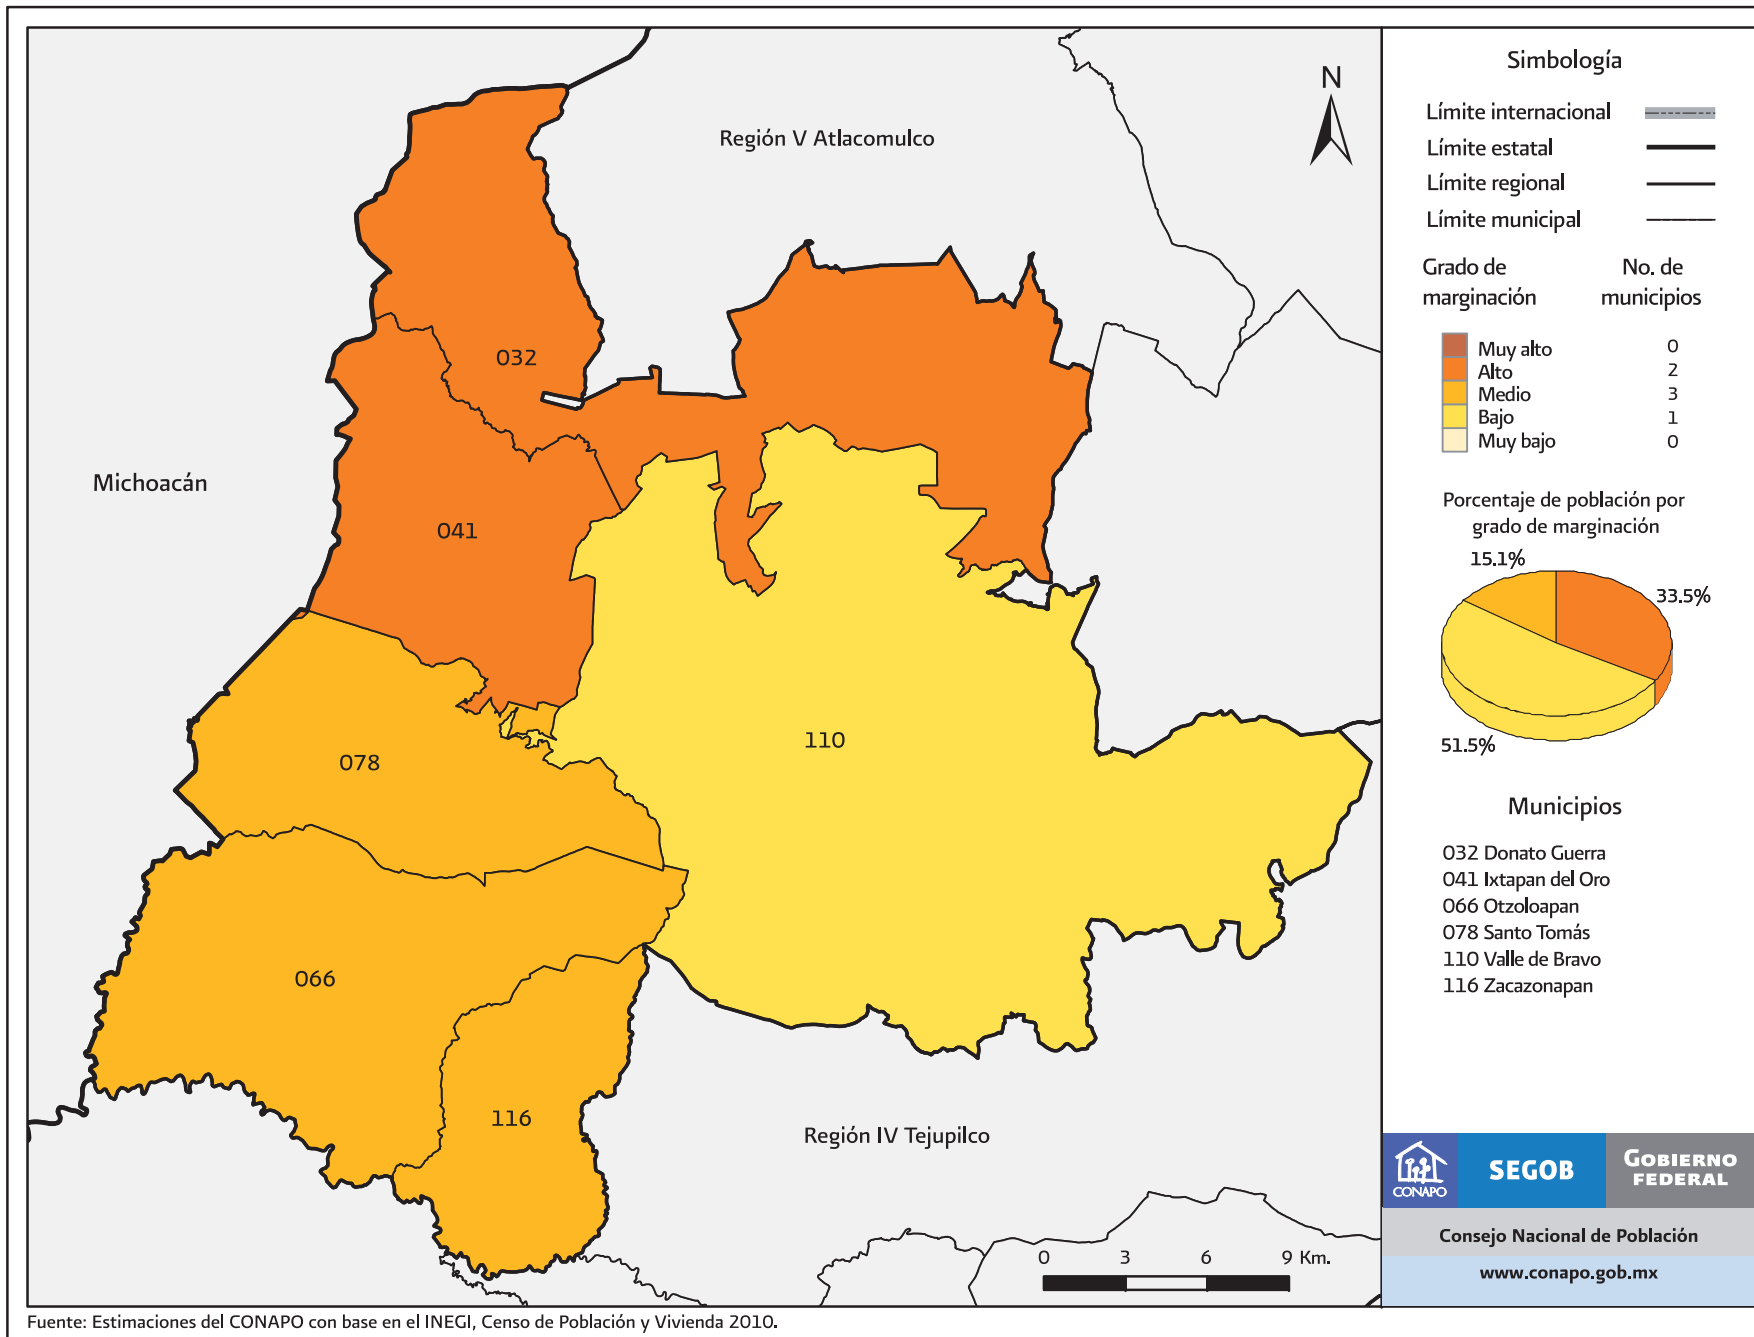 Región V Atlacomulco
N
032
041
Michoacán
078
110
066
116
Región IV Tejupilco
0 3 6 9 Km.
Simbología
Límite internacional
Límite estatal
Límite regional
Límite municipal
Grado de marginación
No. de municipios
Muy alto 0
Alto 2
Medio 3
Bajo 1
Muy bajo 0
Porcentaje de población por
grado de marginación
15.1%
33.5%
51.5%
Municipios
032 Donato Guerra
041 Ixtapan del Oro
066 Otzoloapan
078 Santo Tomás
110 Valle de Bravo
116 Zacazonapan
CONAPO
SEGOB
GOBIERNO
FEDERAL
Consejo Nacional de Población
www.conapo.gob.mx
Fuente: Estimaciones del CONAPO con base en el INEGI, Censo de Población y Vivienda 2010.